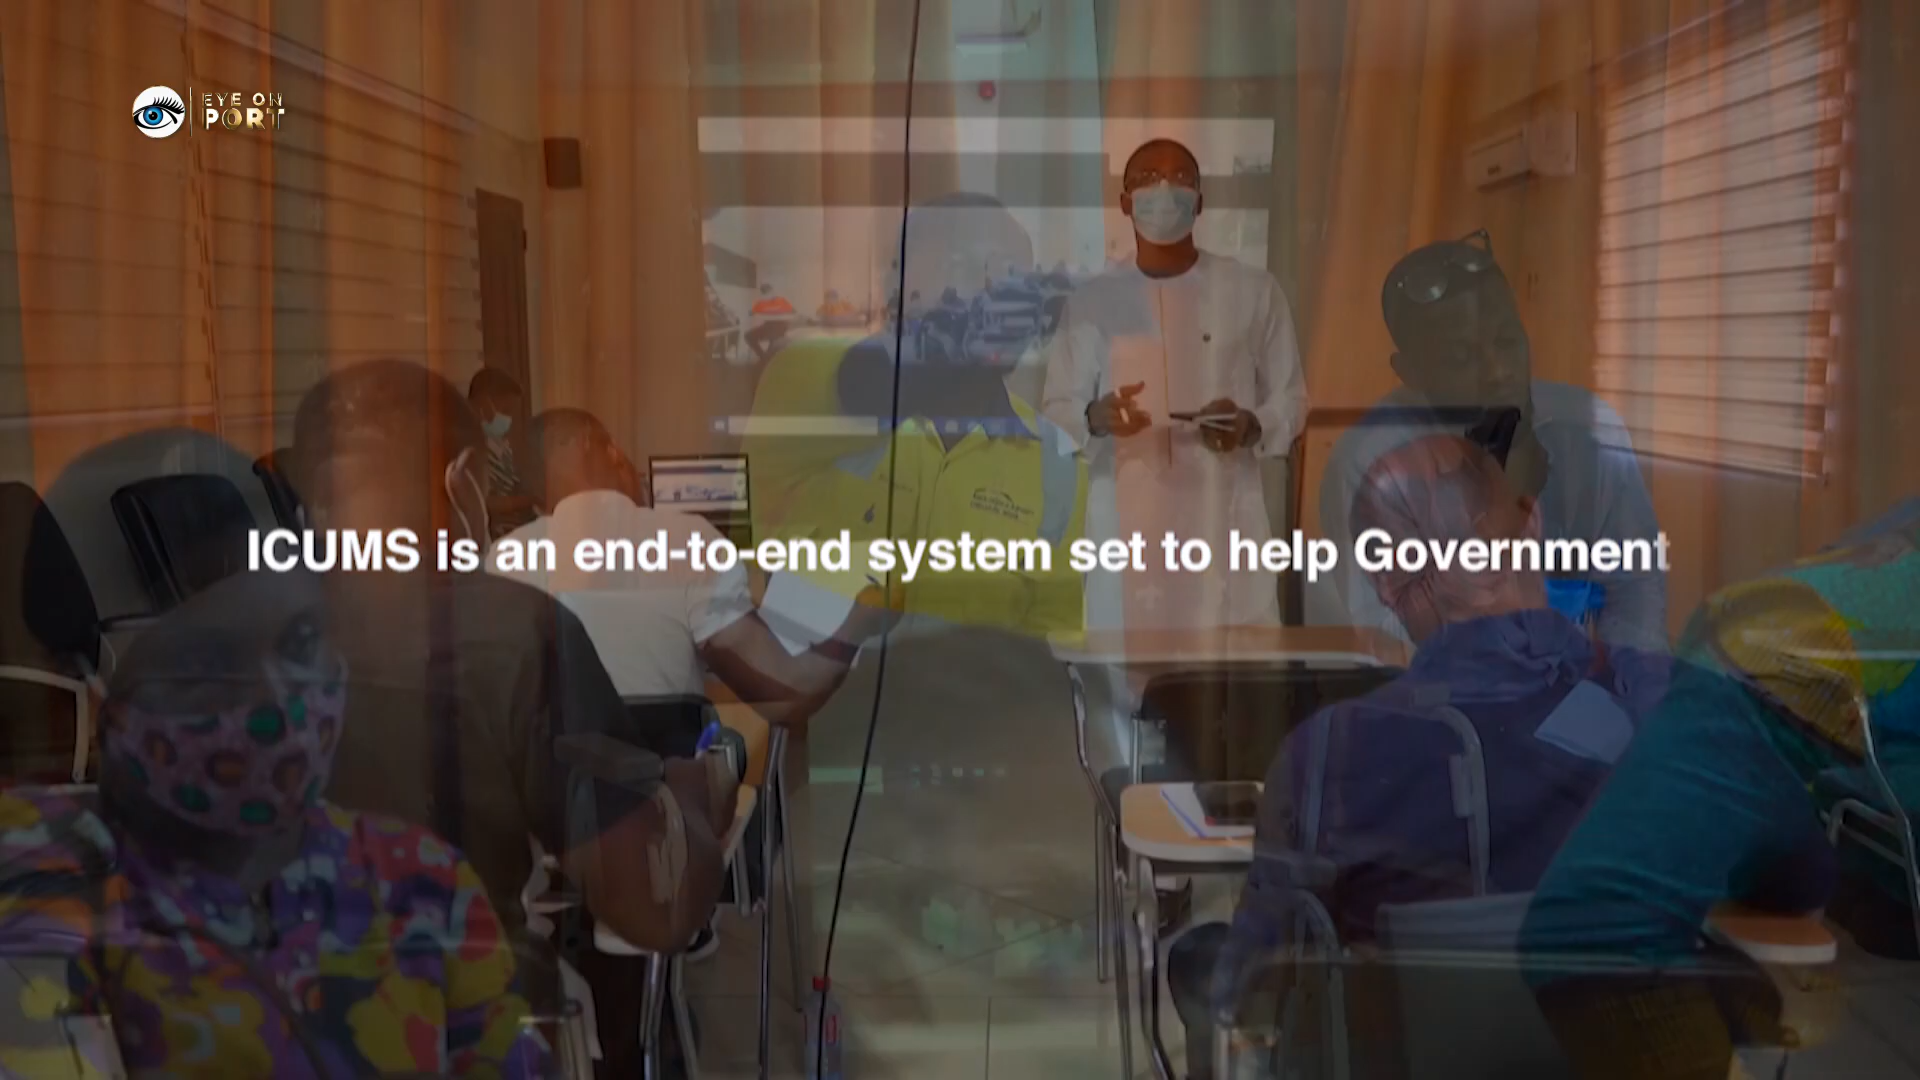 EYE ON
PORT
ICUMS is an end-to-end system set to help Government